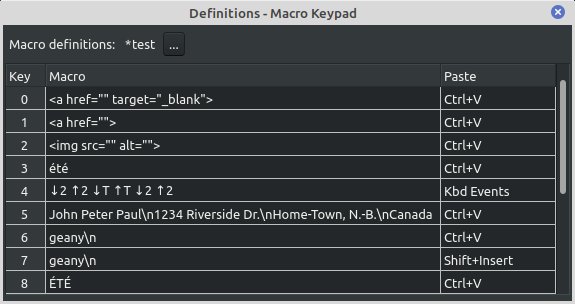 Definitions - Macro Keypad
Macro definitions: *test ...
Key Macro Paste
0 <a href="" target="_blank"> Ctrl+V
1 <a href=""> Ctrl+V
2 <img src="" alt=""> Ctrl+V
3 été Ctrl+V
4 ↓2 ↑2 ↓T ↑T ↓2 ↑2 Kbd Events
5 John Peter Paul\n1234 Riverside Dr.\nHome-Town, N.-B.\nCanada Ctrl+V
6 geany\n Ctrl+V
7 geany\n Shift+Insert
8 ÉTÉ Ctrl+V